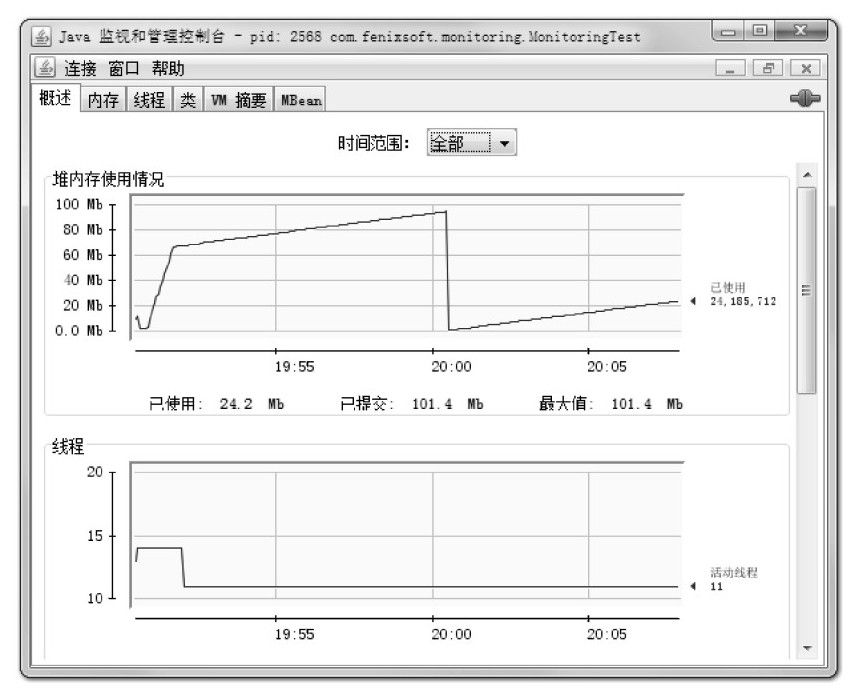 Java 监视和管理控制台 - pid: 2568 com.fenixsoft.monitoring.MonitoringTest
连接 窗口 帮助
概述 内存 线程 类 VM 摘要 MBean
时间范围: 全部
堆内存使用情况
100 Mb
80 Mb
60 Mb
40 Mb
20 Mb
0.0 Mb
已使用
24,185,712
19:55 20:00 20:05
已使用: 24.2 Mb 已提交: 101.4 Mb 最大值: 101.4 Mb
线程
20
15
10
活动线程
11
19:55 20:00 20:05